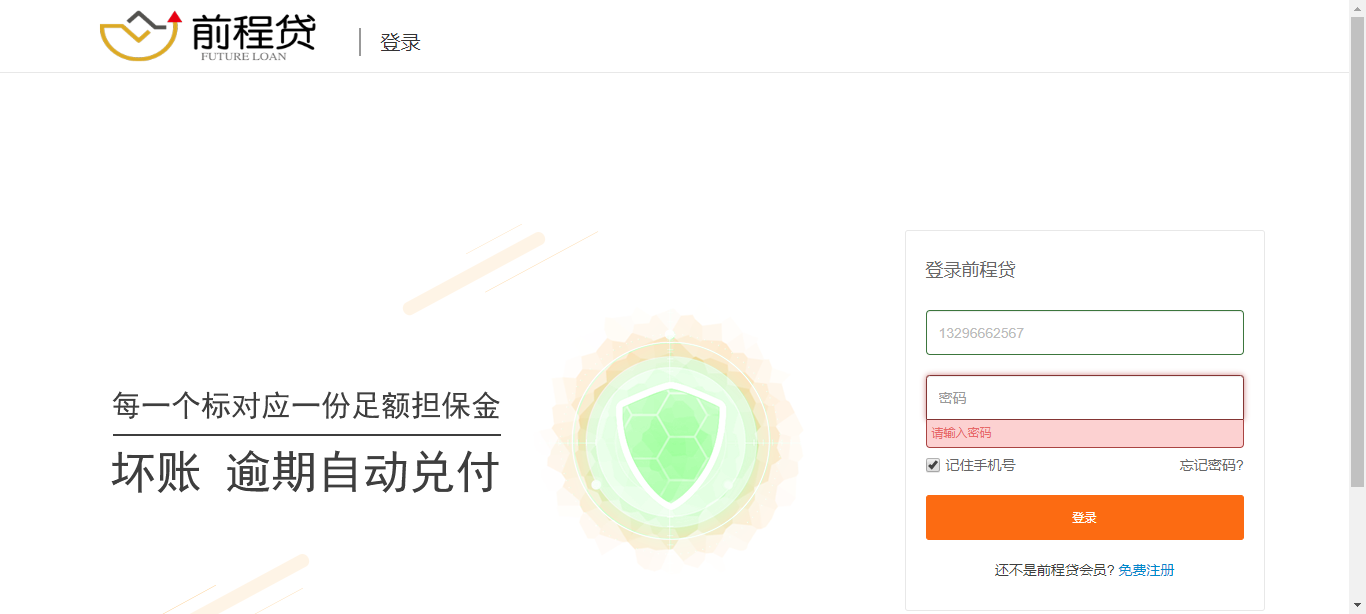 前程贷
FUTURE LOAN
登录
登录前程贷
13296662567
密码
请输入密码
记住手机号 忘记密码?
登录
还不是前程贷会员? 免费注册
每一个标对应一份足额担保金
坏账 逾期自动兑付